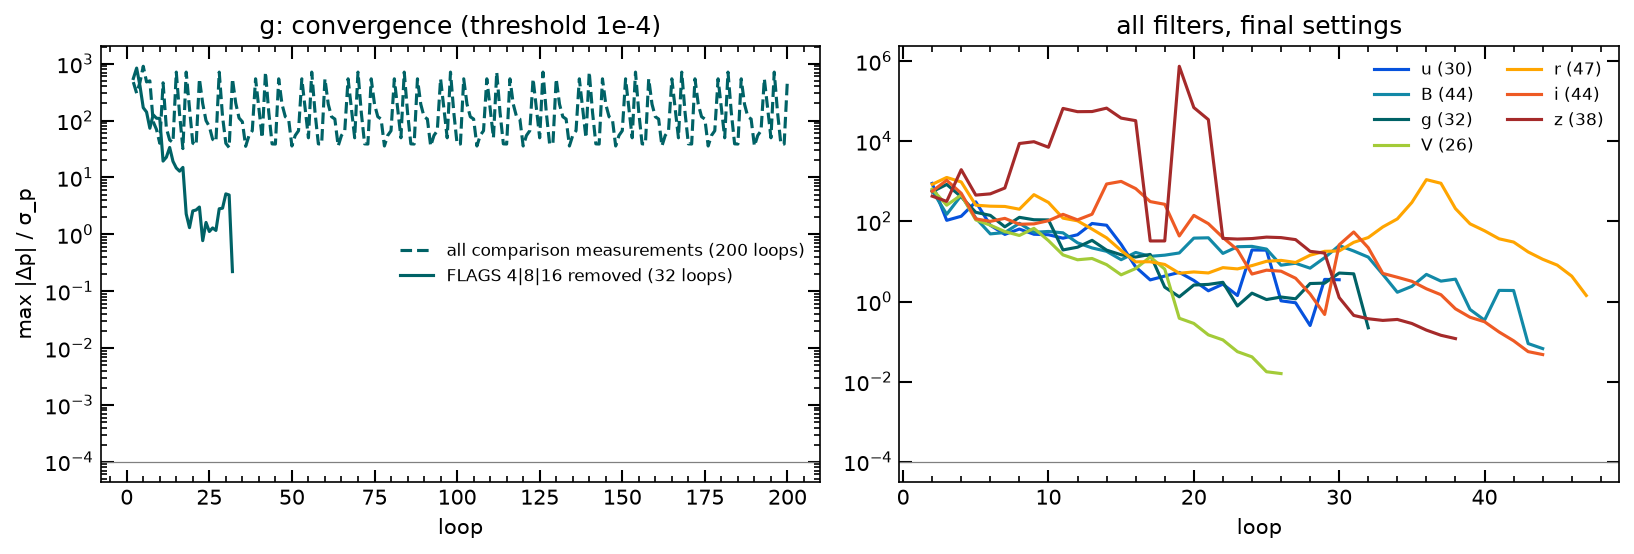 g: convergence (threshold 1e-4)
max |Δp| / σ_p
10³
10²
10¹
10⁰
10⁻¹
10⁻²
10⁻³
10⁻⁴
all comparison measurements (200 loops)
FLAGS 4|8|16 removed (32 loops)
0 25 50 75 100 125 150 175 200
loop
all filters, final settings
10⁶
10⁴
10²
10⁰
10⁻²
10⁻⁴
u (30)
B (44)
g (32)
V (26)
r (47)
i (44)
z (38)
0 10 20 30 40
loop